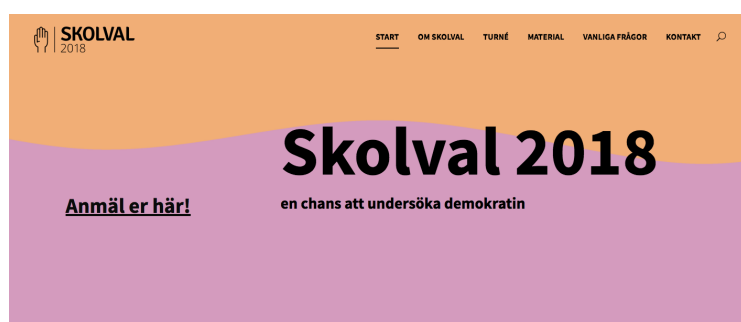 SKOLVAL
2018
START OM SKOLVAL TURNÉ MATERIAL VANLIGA FRÅGOR KONTAKT
Skolval 2018
Anmäl er här!
en chans att undersöka demokratin